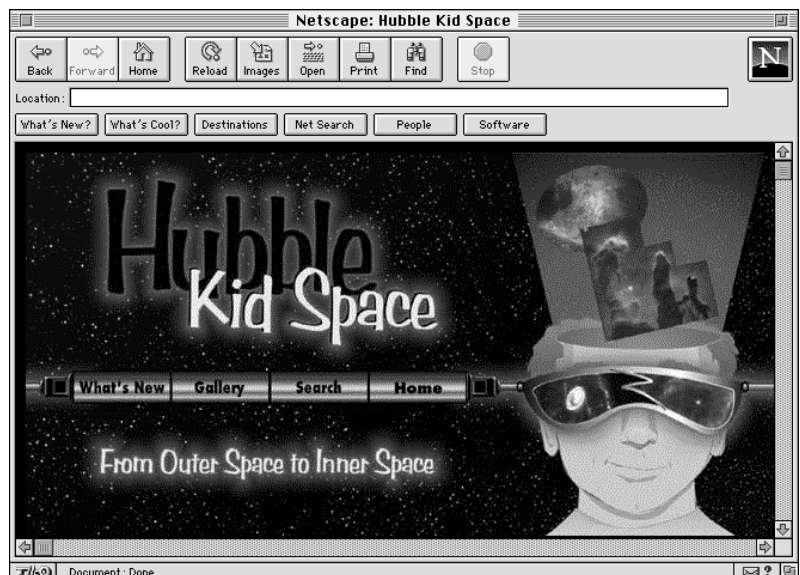 Netscape: Hubble Kid Space
Back Forward Home Reload Images Open Print Find Stop
N
Location:
What's New? What's Cool? Destinations Net Search People Software
Hubble
Kid Space
What's New Gallery Search Home
From Outer Space to Inner Space
Document: Done
?